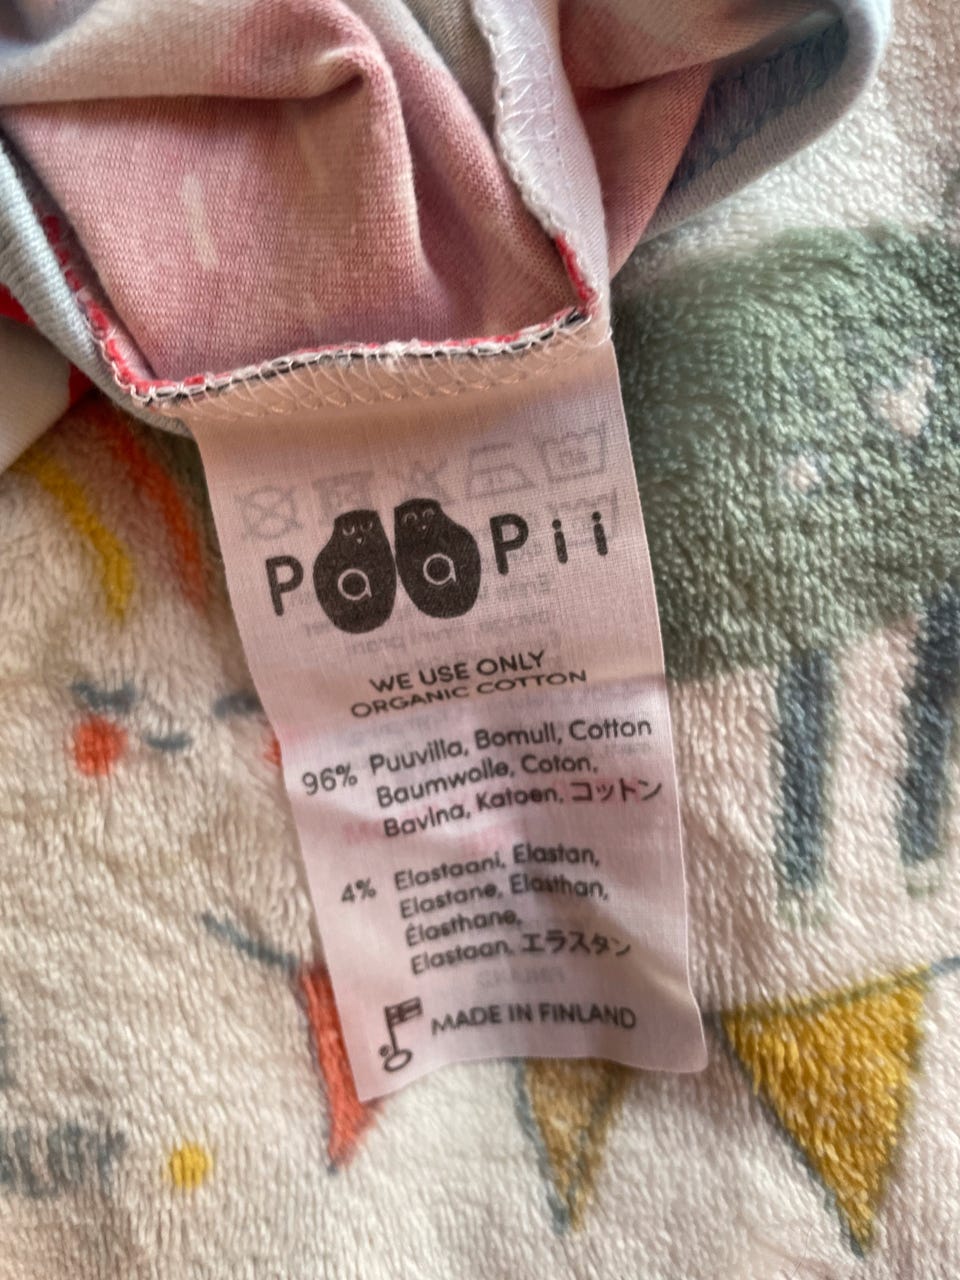 PaaPii
WE USE ONLY
ORGANIC COTTON
96% Puuvilla, Bomull, Cotton
Baumwolle, Coton,
Bavlna, Katoen, コットン
4% Elastaani, Elastan,
Elastane, Elasthan,
Élasthane,
Elastaan, エラスタン
MADE IN FINLAND